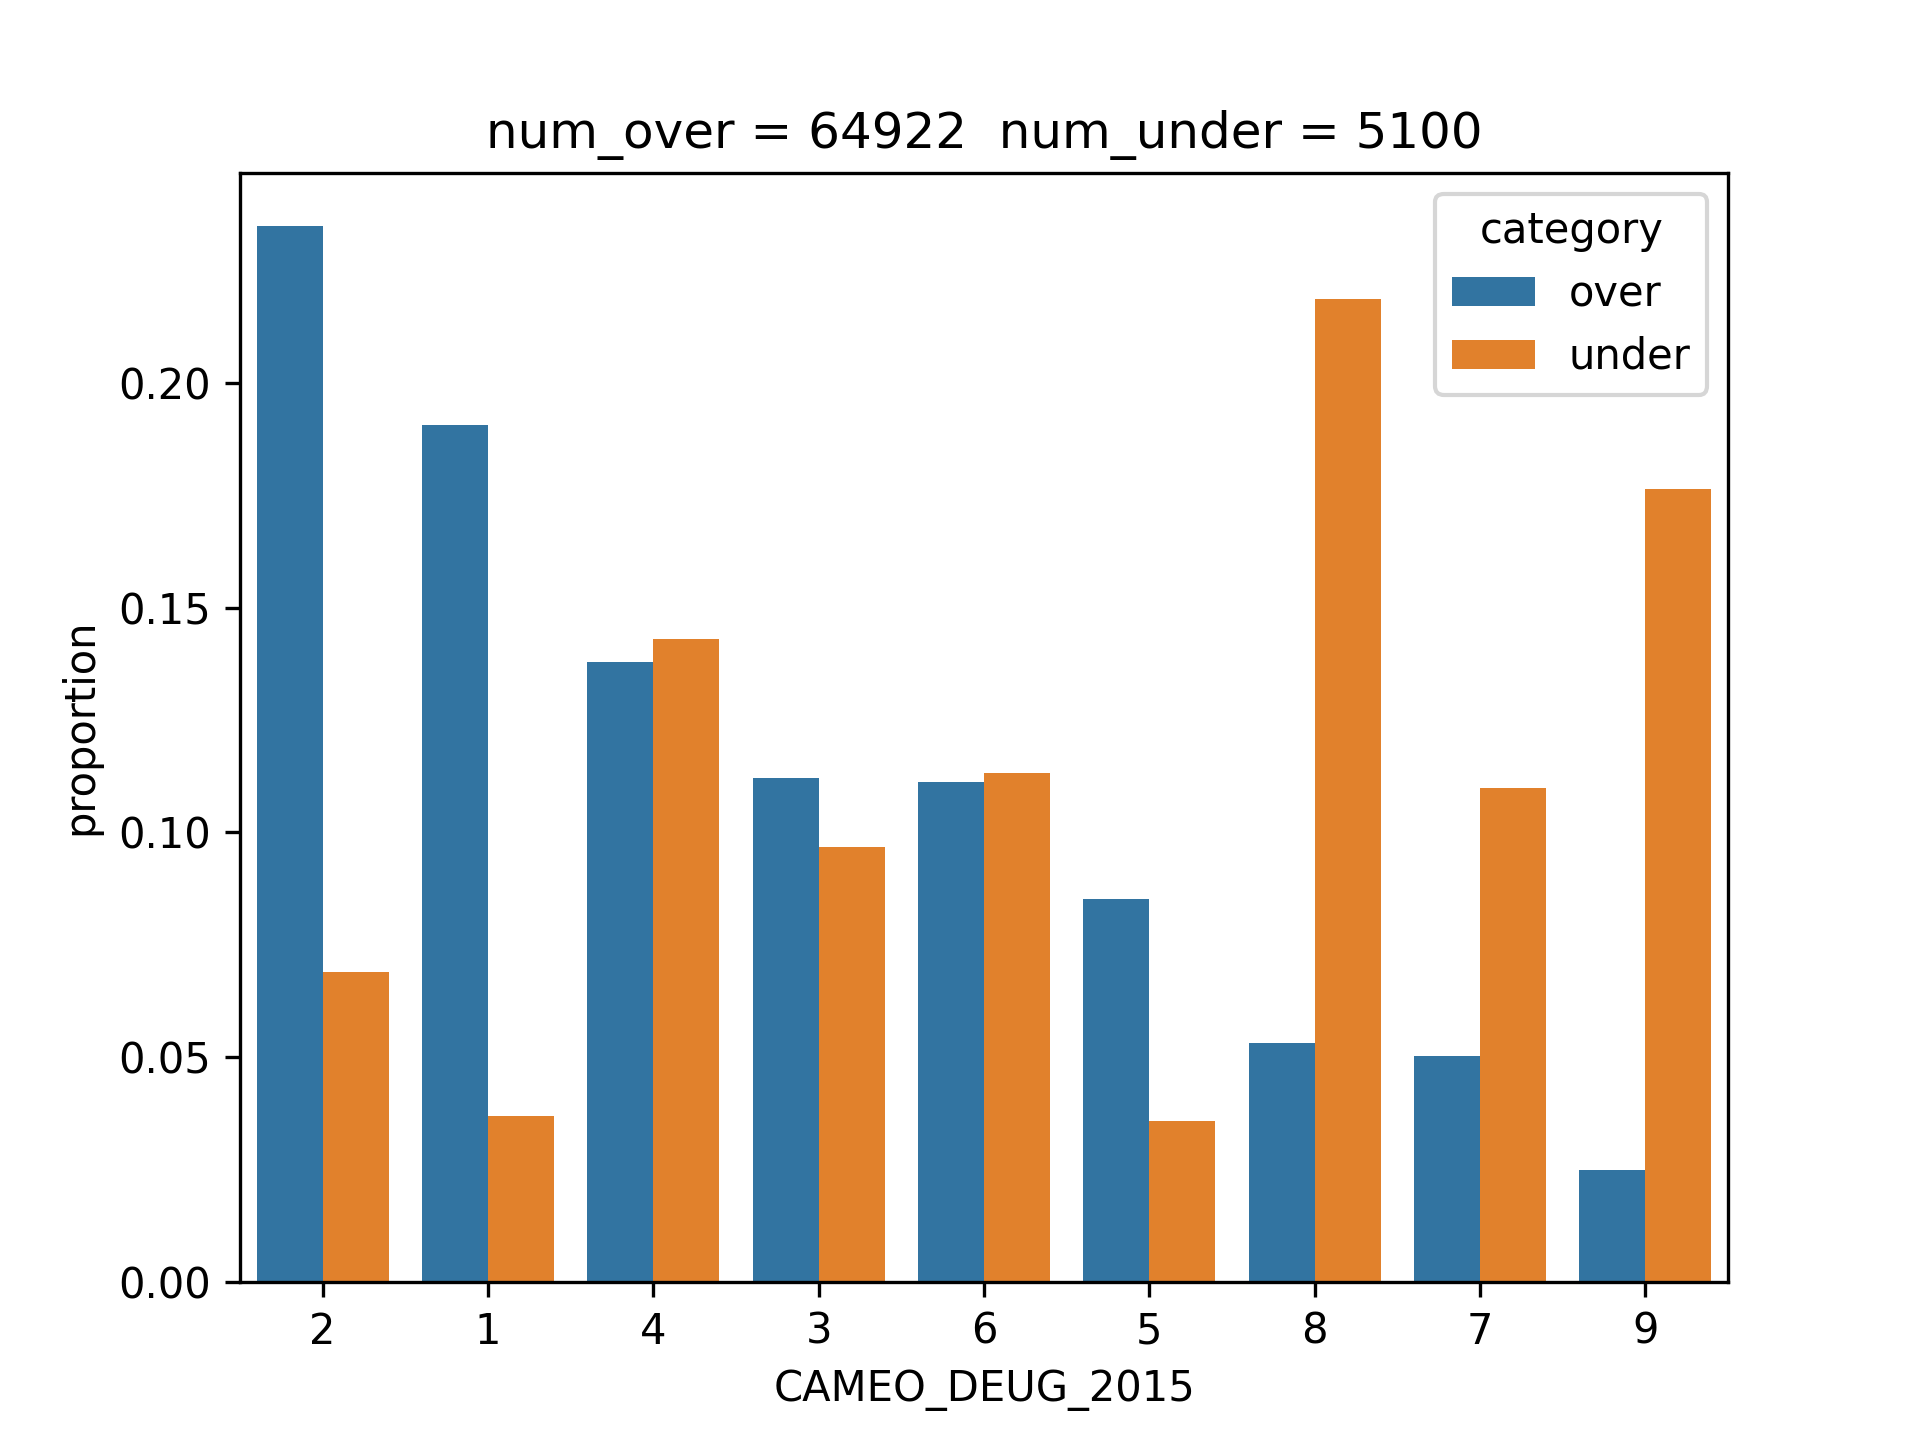 num_over = 64922  num_under = 5100
category
over
under
proportion
0.20
0.15
0.10
0.05
0.00
2 1 4 3 6 5 8 7 9
CAMEO_DEUG_2015